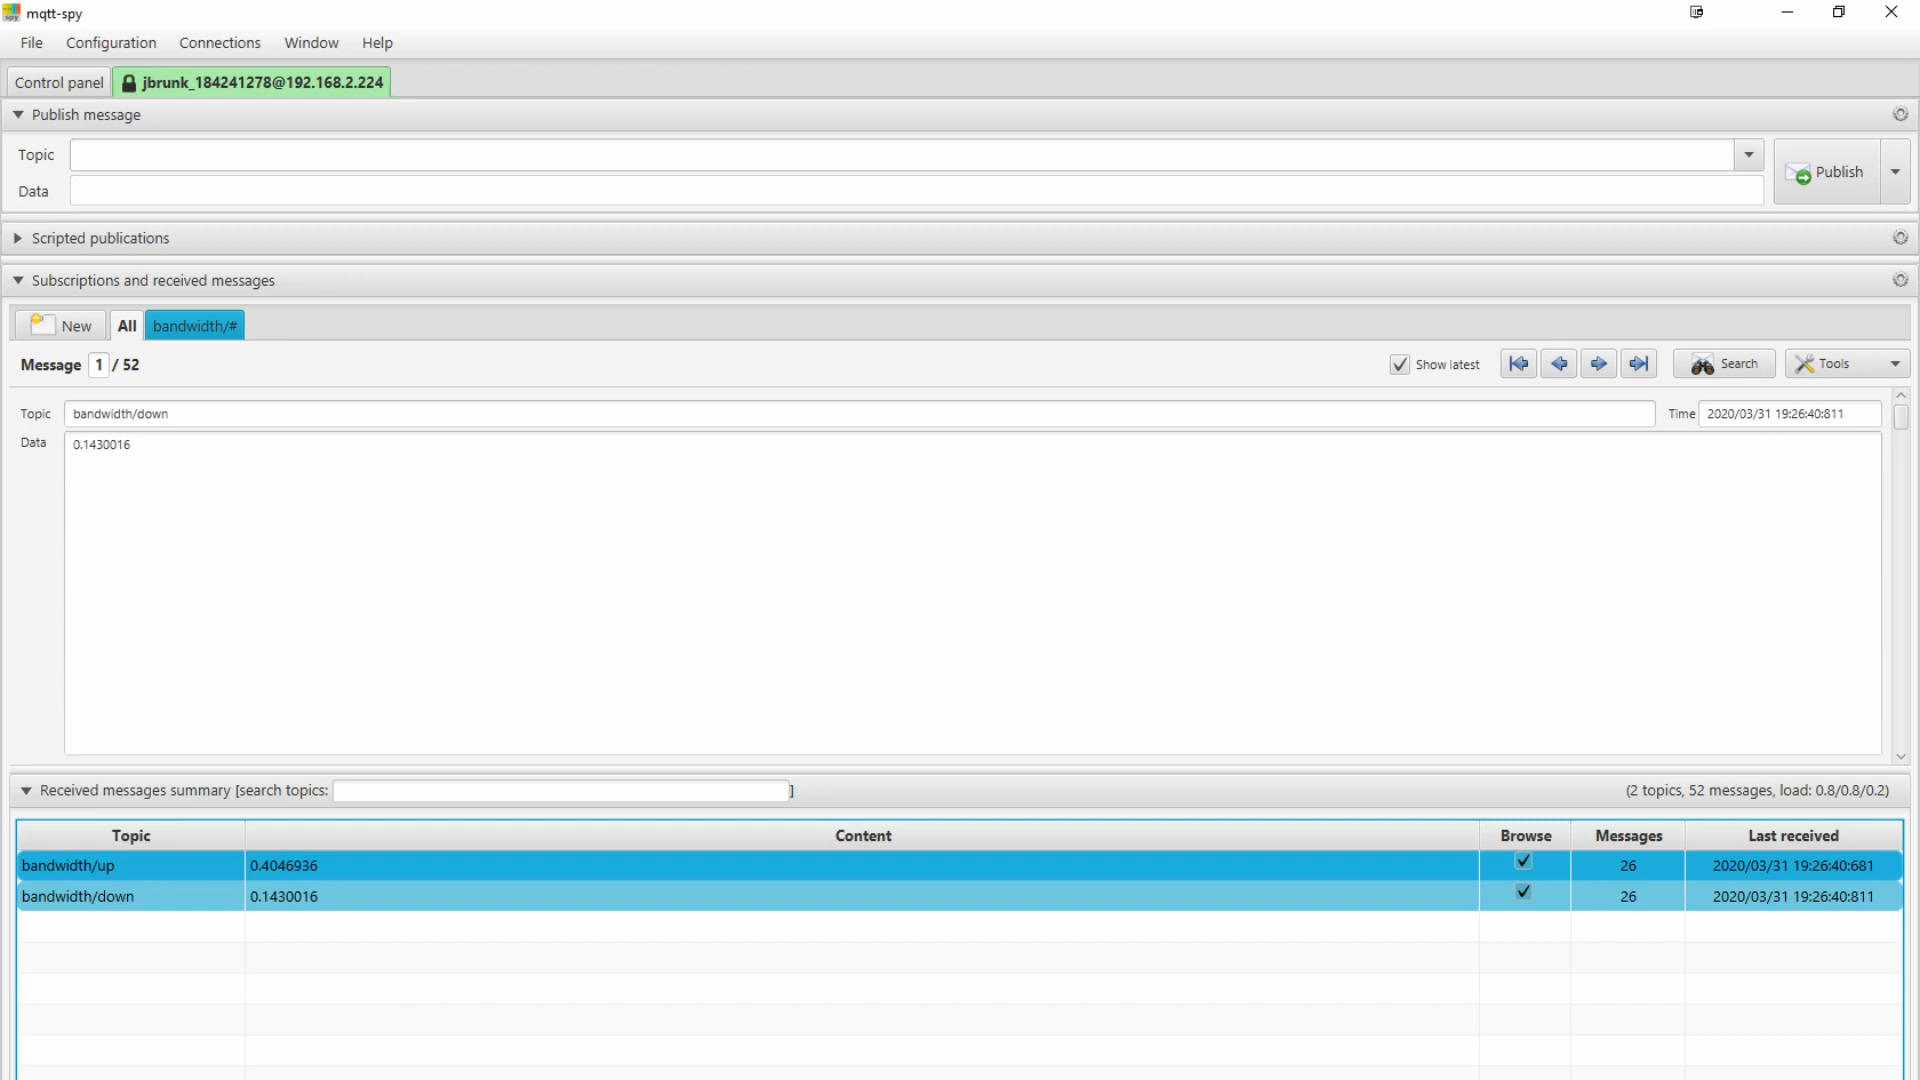 mqtt-spy
File Configuration Connections Window Help
Control panel jbrunk_184241278@192.168.2.224
Publish message
Topic
Publish
Data
Scripted publications
Subscriptions and received messages
New All bandwidth/#
Message 1 / 52 Show latest Search Tools
Topic bandwidth/down Time 2020/03/31 19:26:40:811
Data 0.1430016
Received messages summary [search topics: ] (2 topics, 52 messages, load: 0.8/0.8/0.2)
Topic Content Browse Messages Last received
bandwidth/up 0.4046936 26 2020/03/31 19:26:40:681
bandwidth/down 0.1430016 26 2020/03/31 19:26:40:811